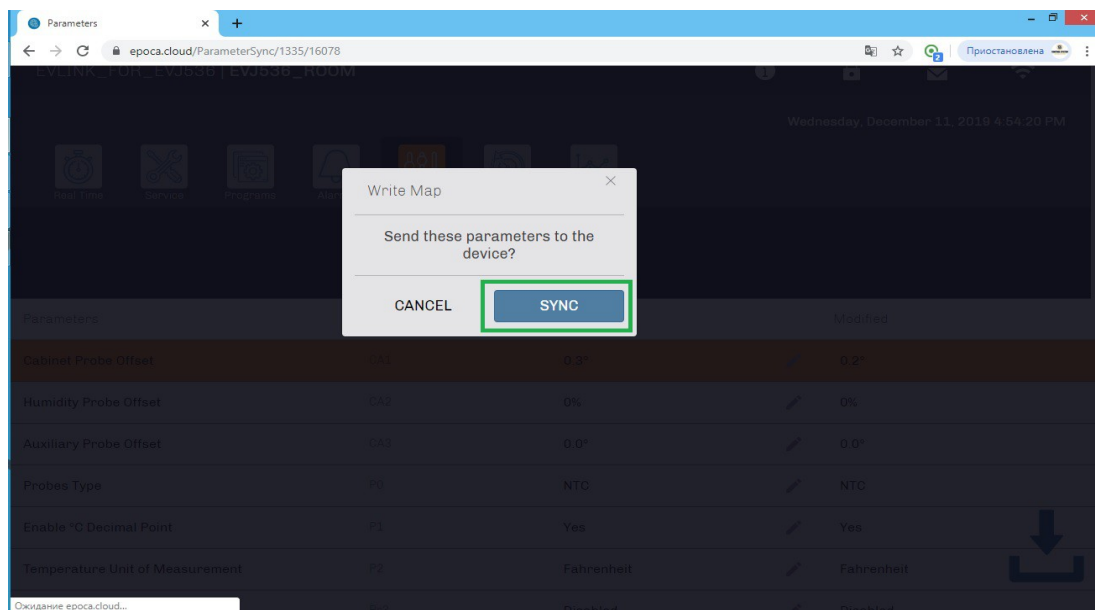 Parameters
epoca.cloud/ParameterSync/1335/16078
Приостановлена
EVLINK_FOR_EVJ536 | EVJ536_ROOM
Wednesday, December 11, 2019 4:54:20 PM
Real Time Service Programs
Write Map
Send these parameters to the
device?
CANCEL SYNC
Parameters Modified
Cabinet Probe Offset CA1 0.3° 0.2°
Humidity Probe Offset CA2 0% 0%
Auxiliary Probe Offset CA3 0.0° 0.0°
Probes Type P0 NTC NTC
Enable °C Decimal Point P1 Yes Yes
Temperature Unit of Measurement P2 Fahrenheit Fahrenheit
Disabled Disabled
Ожидание epoca.cloud...